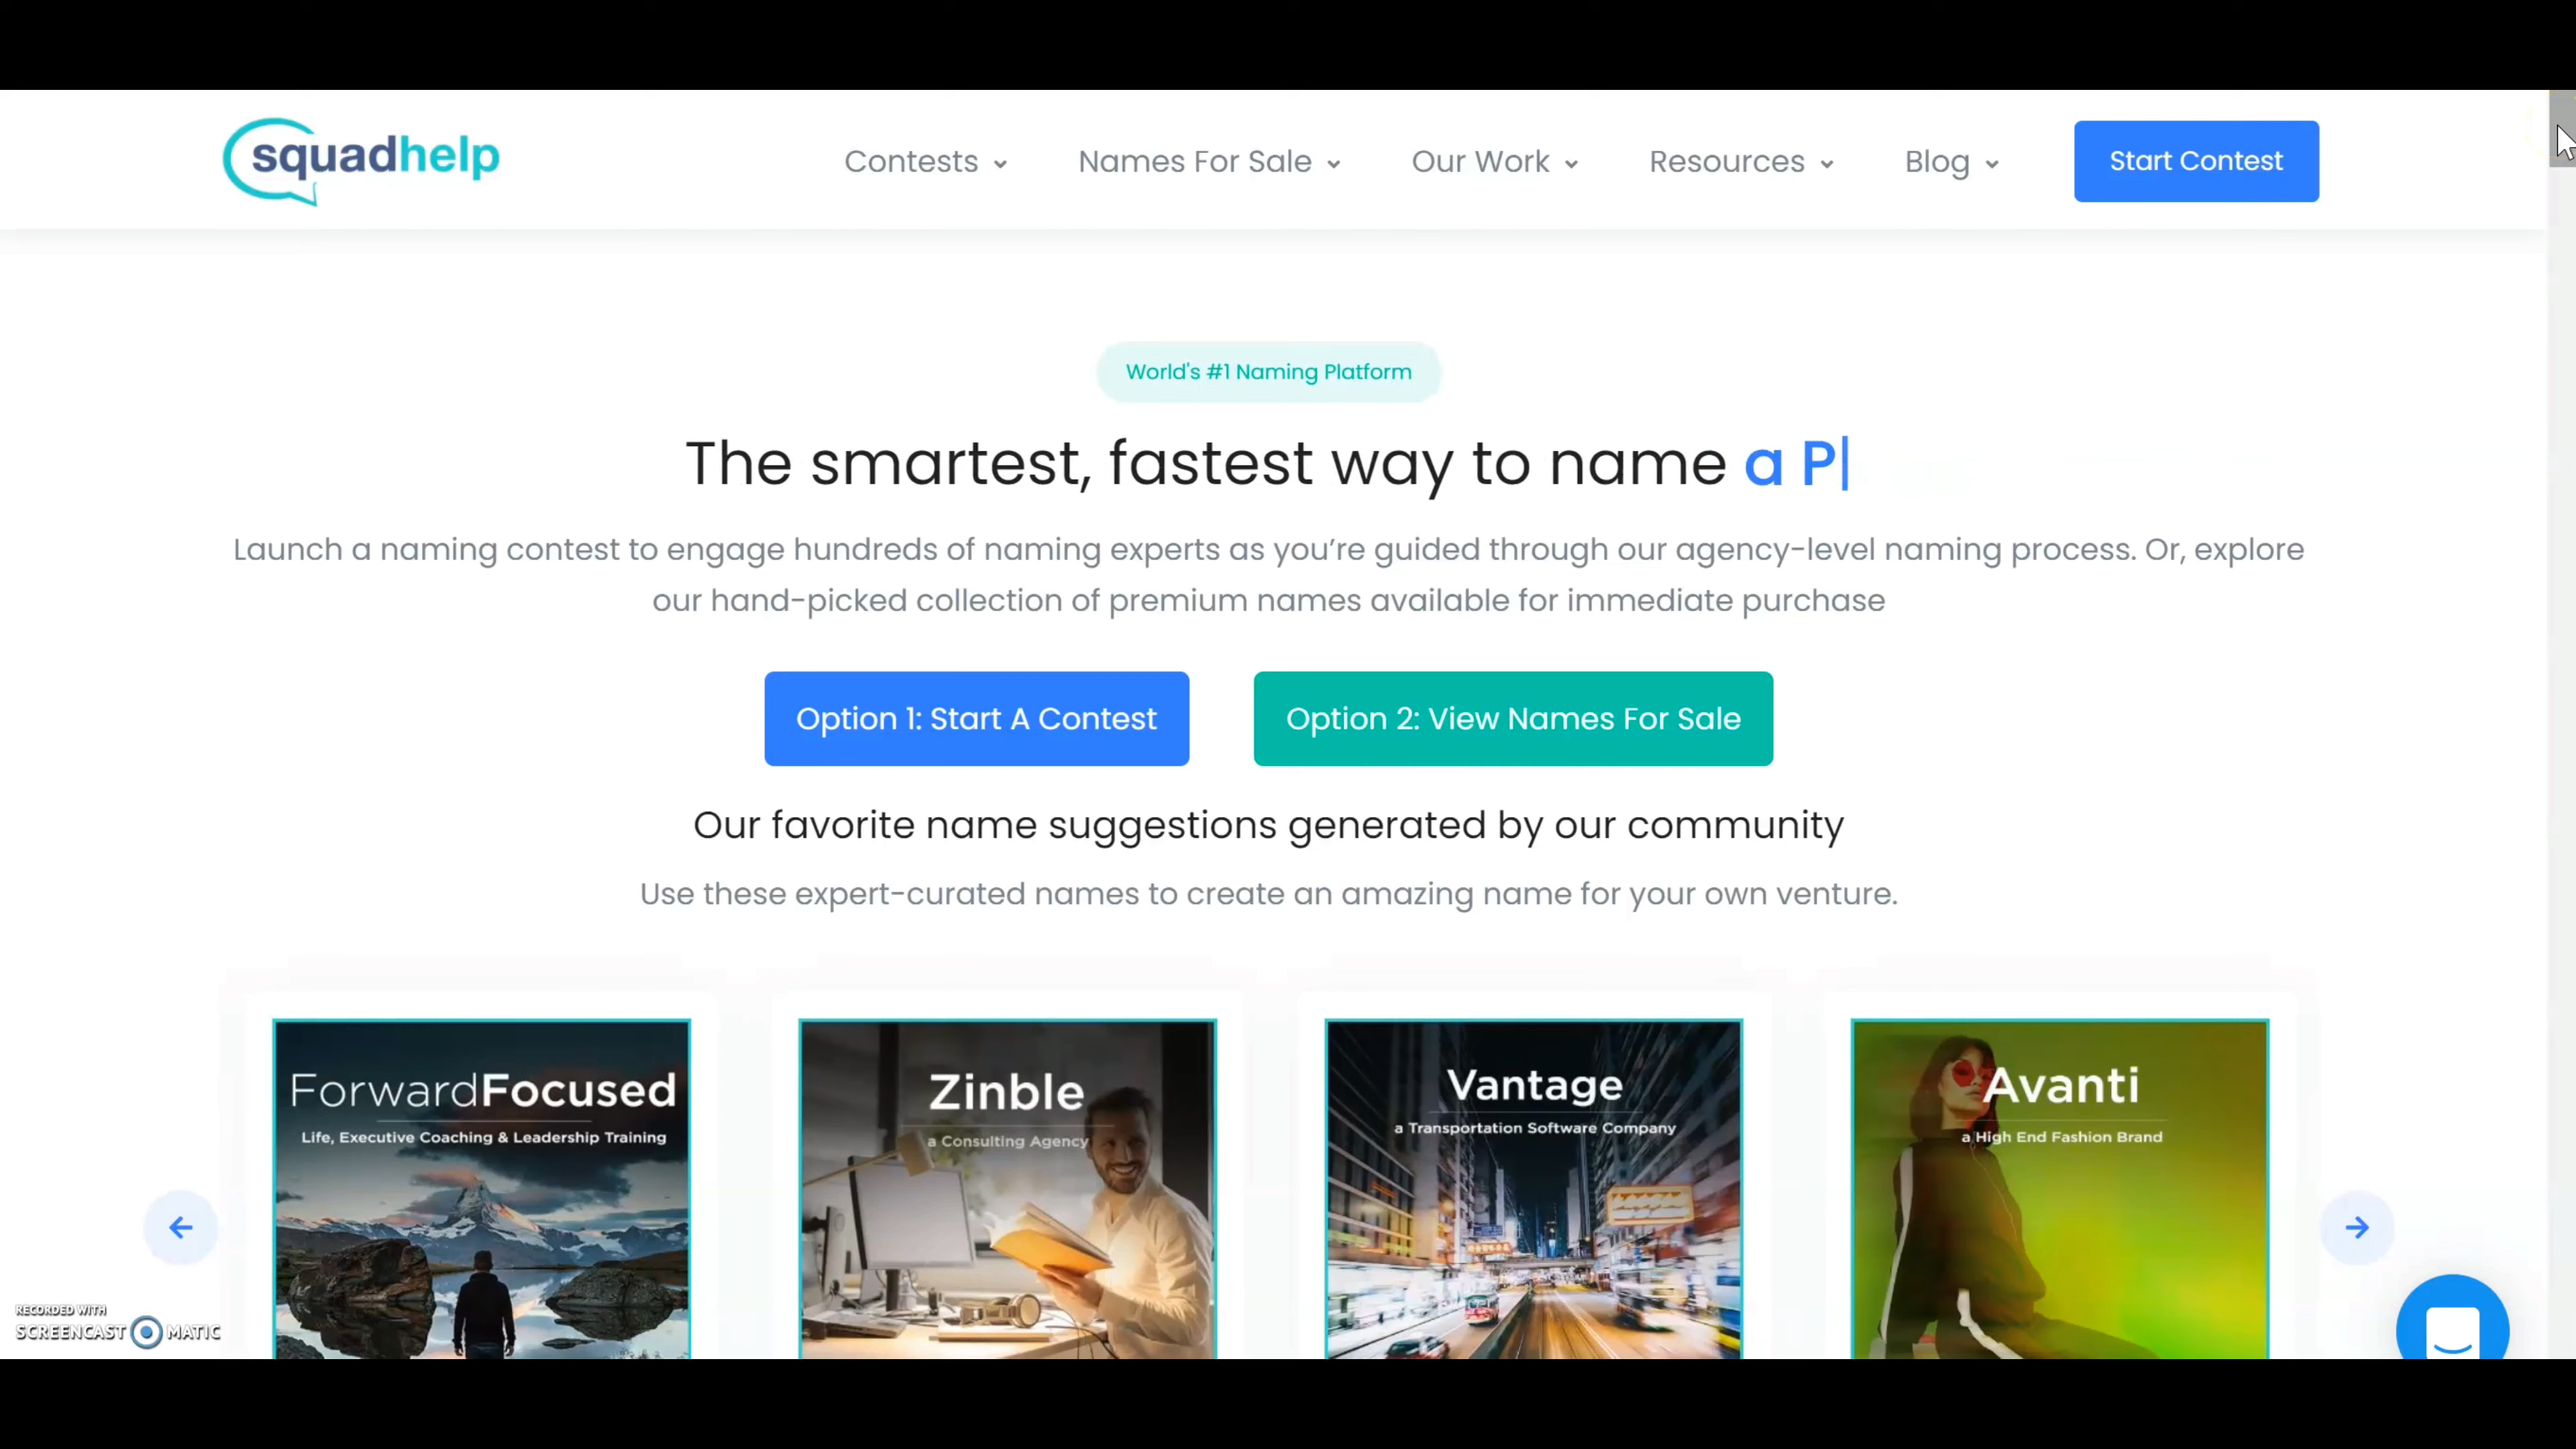 squadhelp
Contests
Names For Sale
Our Work
Resources
Blog
Start Contest
World's #1 Naming Platform
The smartest, fastest way to name a P|
Launch a naming contest to engage hundreds of naming experts as you're guided through our agency-level naming process. Or, explore
our hand-picked collection of premium names available for immediate purchase
Option 1: Start A Contest
Option 2: View Names For Sale
Our favorite name suggestions generated by our community
Use these expert-curated names to create an amazing name for your own venture.
ForwardFocused
Life, Executive Coaching & Leadership Training
Zinble
a Consulting Agency
Vantage
a Transportation Software Company
Avanti
a High End Fashion Brand
RECORDED WITH
SCREENCAST MATIC